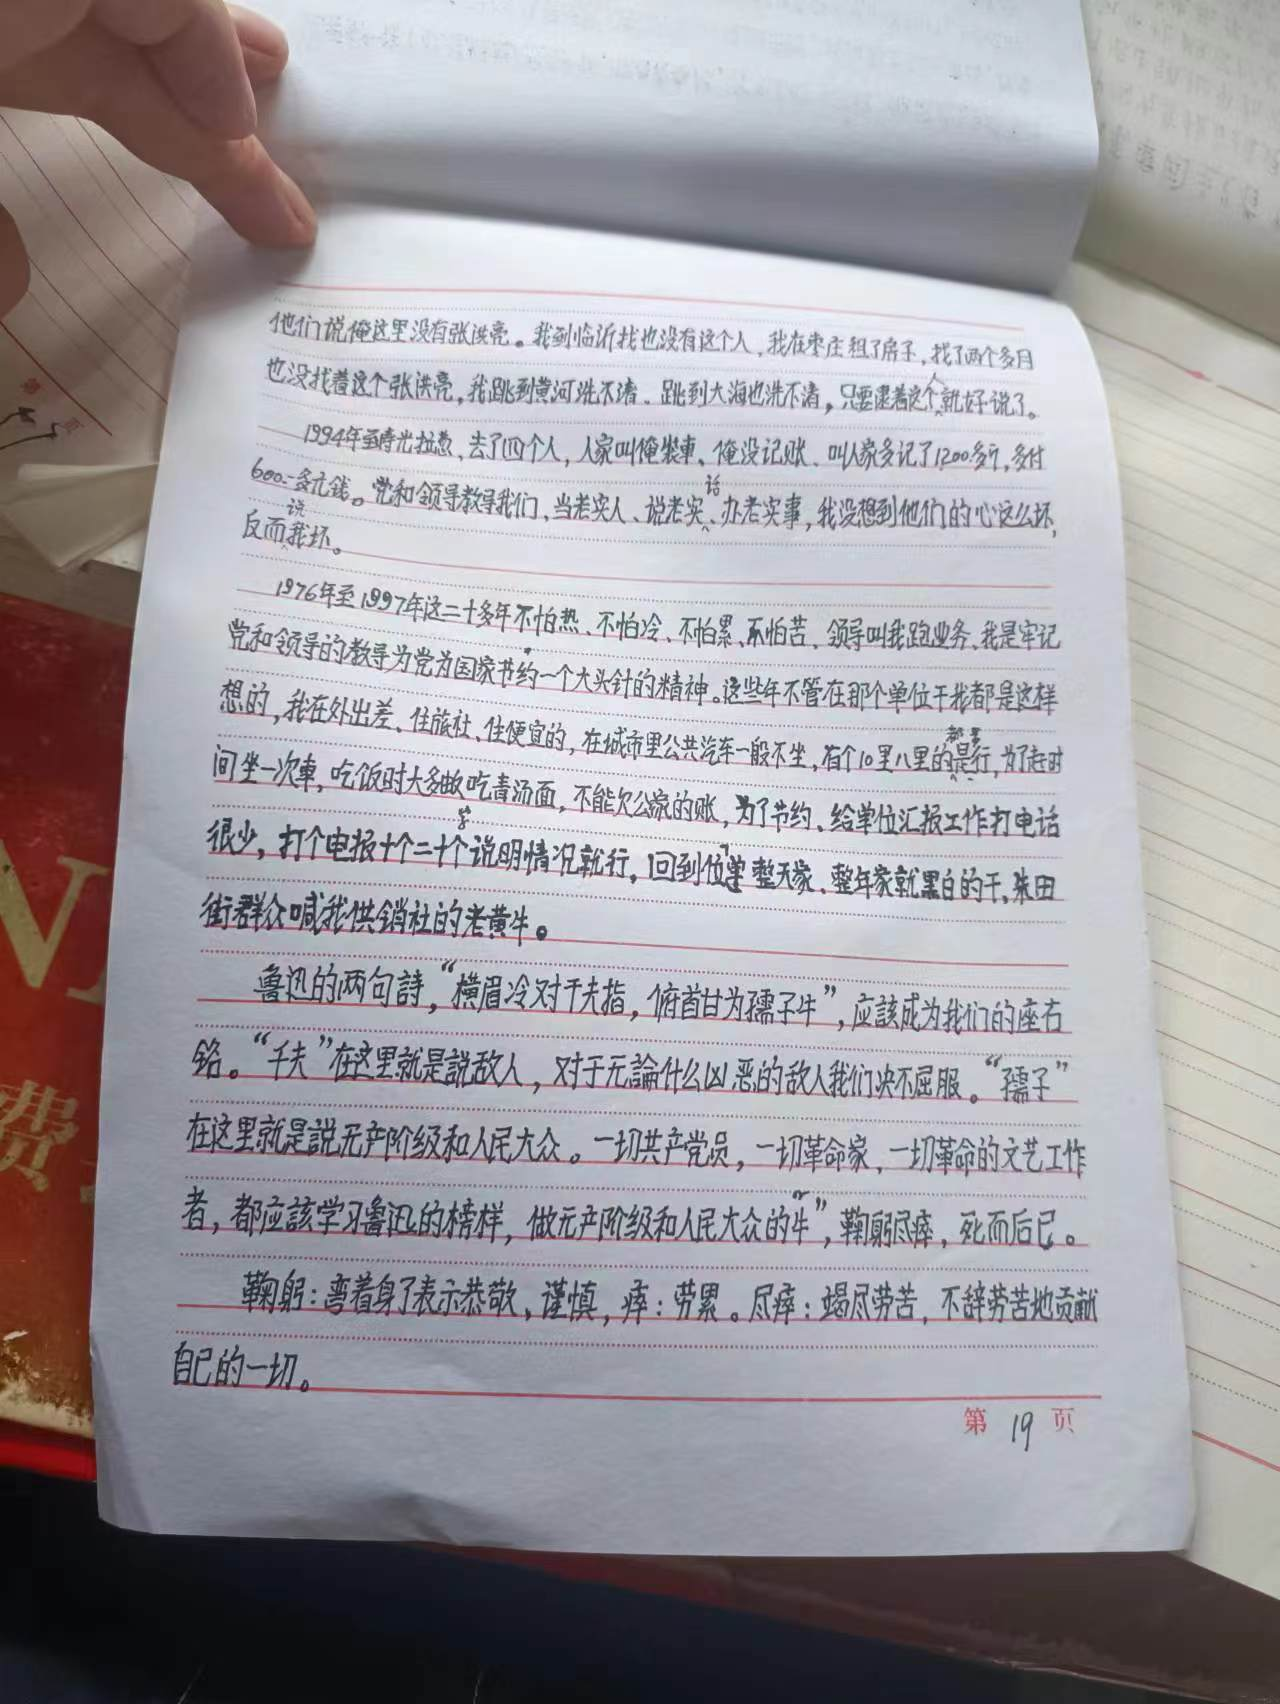 他们说俺这里没有张洪亮。我到临沂找也没有这个人，我在枣庄租了房子，找了两个多月
也没找着这个张洪亮，我跳到黄河洗不清、跳到大海也洗不清，只要逮着这个人就好说了。
1994年至寿光拉葱、去了四个人，人家叫俺装車、俺没记账、叫人家多记了1200多斤，多付
600-多元钱。党和领导教导我们、当老实人、说老实话、办老实事，我没想到他们的心这么坏，
反而说我坏。
1976年至1997年这二十多年不怕热、不怕冷、不怕累、不怕苦、领导叫我跑业务、我是牢记
党和领导的教导为党为国家节约一个大头针的精神。这些年不管在那个单位干我都是这样
想的，我在外出差、住旅社、住便宜的，在城市里公共汽车一般不坐，有个10里八里的都是步行，为了赶时
间坐一次車，吃饭时大多数吃青汤面，不能欠公家的账，为了节约、给单位汇报工作打电话
很少，打个电报十个二十个字说明情况就行，回到单位整天家、整年家就黑白的干，朱田
街群众喊我供销社的老黄牛。
鲁迅的两句詩，“横眉冷对千夫指，俯首甘为孺子牛”，应該成为我们的座右
铭。“千夫”在这里就是説敌人，对于无論什么凶恶的敌人我们决不屈服。“孺子”
在这里就是説无产阶级和人民大众。一切共产党员，一切革命家，一切革命的文艺工作
者，都应該学习鲁迅的榜样，做无产阶级和人民大众的“牛”，鞠躬尽瘁，死而后已。
鞠躬：弯着身子表示恭敬、谨慎，瘁：劳累。尽瘁：竭尽劳苦，不辞劳苦地贡献
自己的一切。
第19页